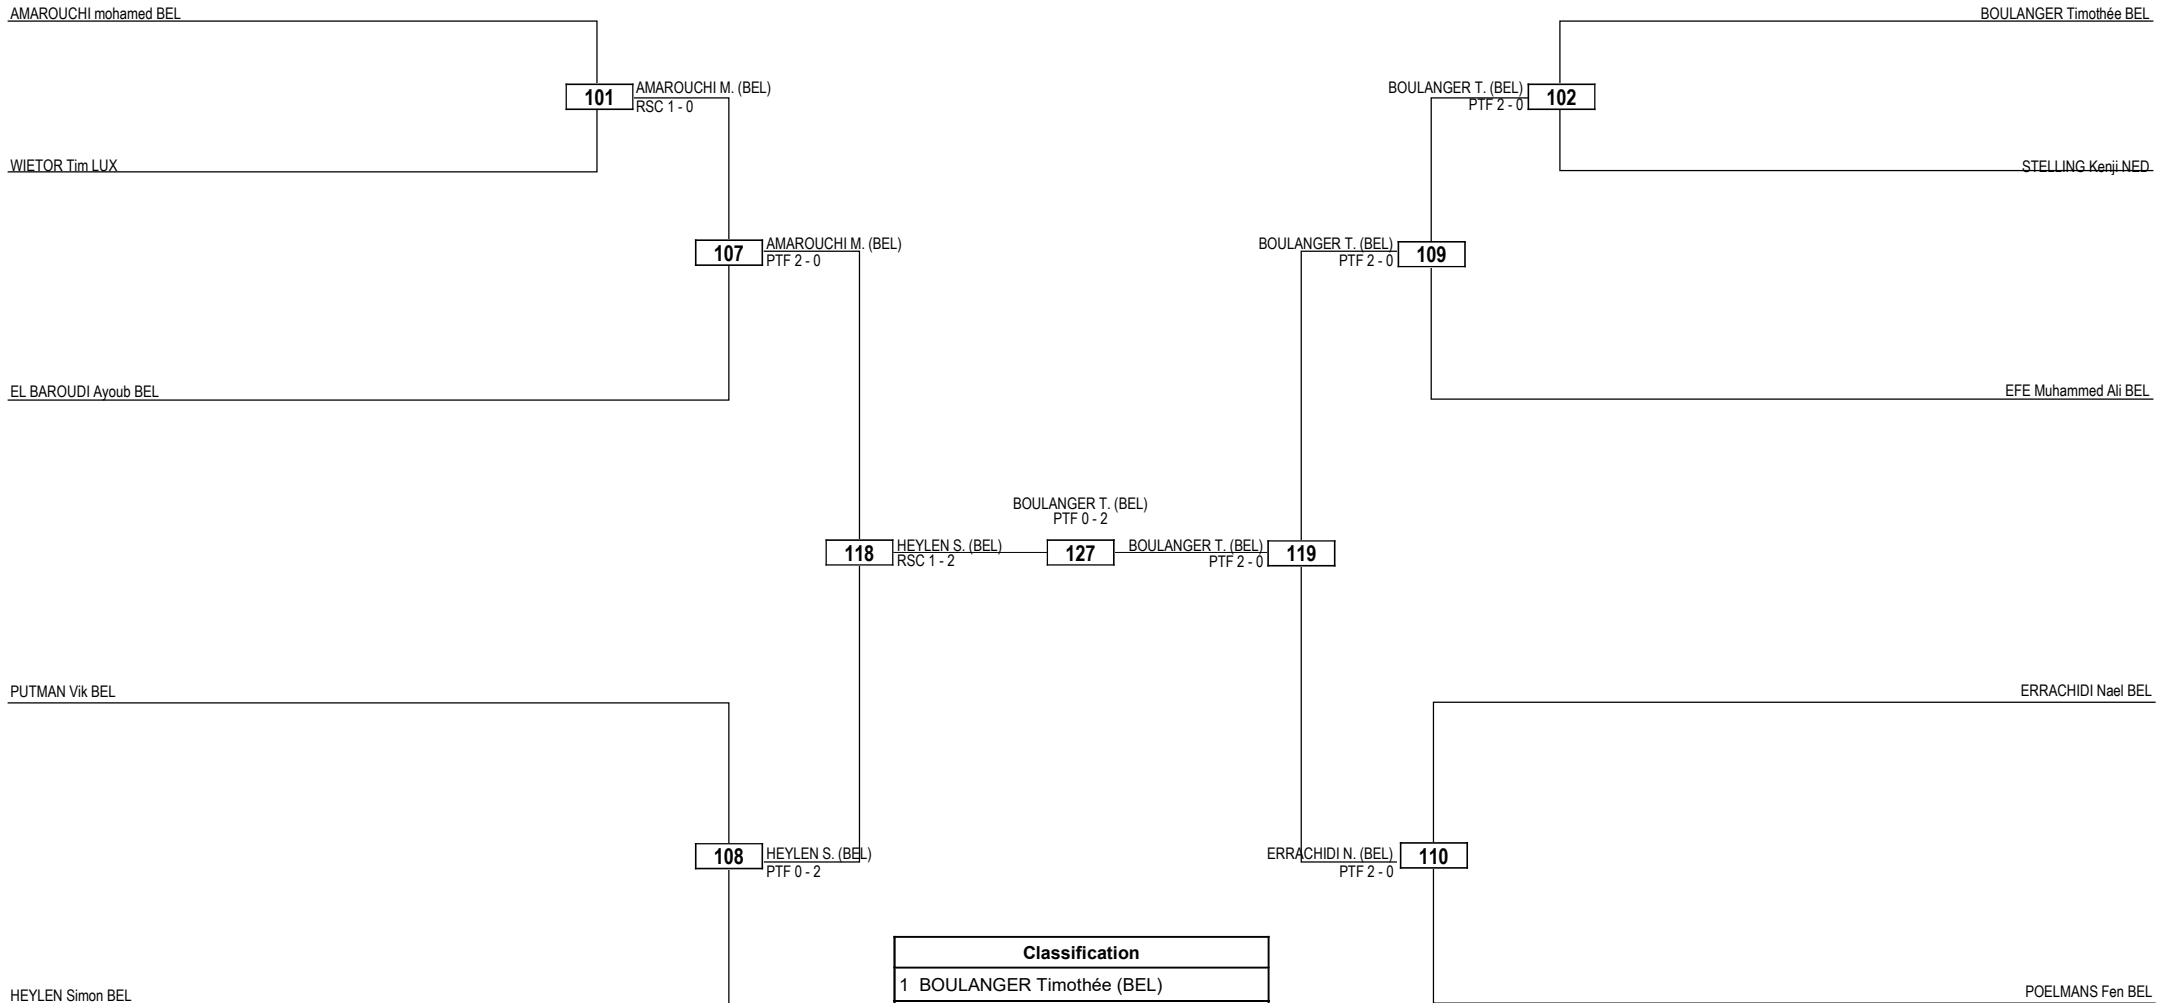 AMAROUCHI mohamed BEL
BOULANGER Timothée BEL
101
AMAROUCHI M. (BEL)
RSC 1 - 0
BOULANGER T. (BEL)
PTF 2 - 0
102
WIETOR Tim LUX
STELLING Kenji NED
107
AMAROUCHI M. (BEL)
PTF 2 - 0
BOULANGER T. (BEL)
PTF 2 - 0
109
EL BAROUDI Ayoub BEL
EFE Muhammed Ali BEL
BOULANGER T. (BEL)
PTF 0 - 2
118
HEYLEN S. (BEL)
RSC 1 - 2
127
BOULANGER T. (BEL)
PTF 2 - 0
119
PUTMAN Vik BEL
ERRACHIDI Nael BEL
108
HEYLEN S. (BEL)
PTF 0 - 2
ERRACHIDI N. (BEL)
PTF 2 - 0
110
Classification
1 BOULANGER Timothée (BEL)
HEYLEN Simon BEL
POELMANS Fen BEL